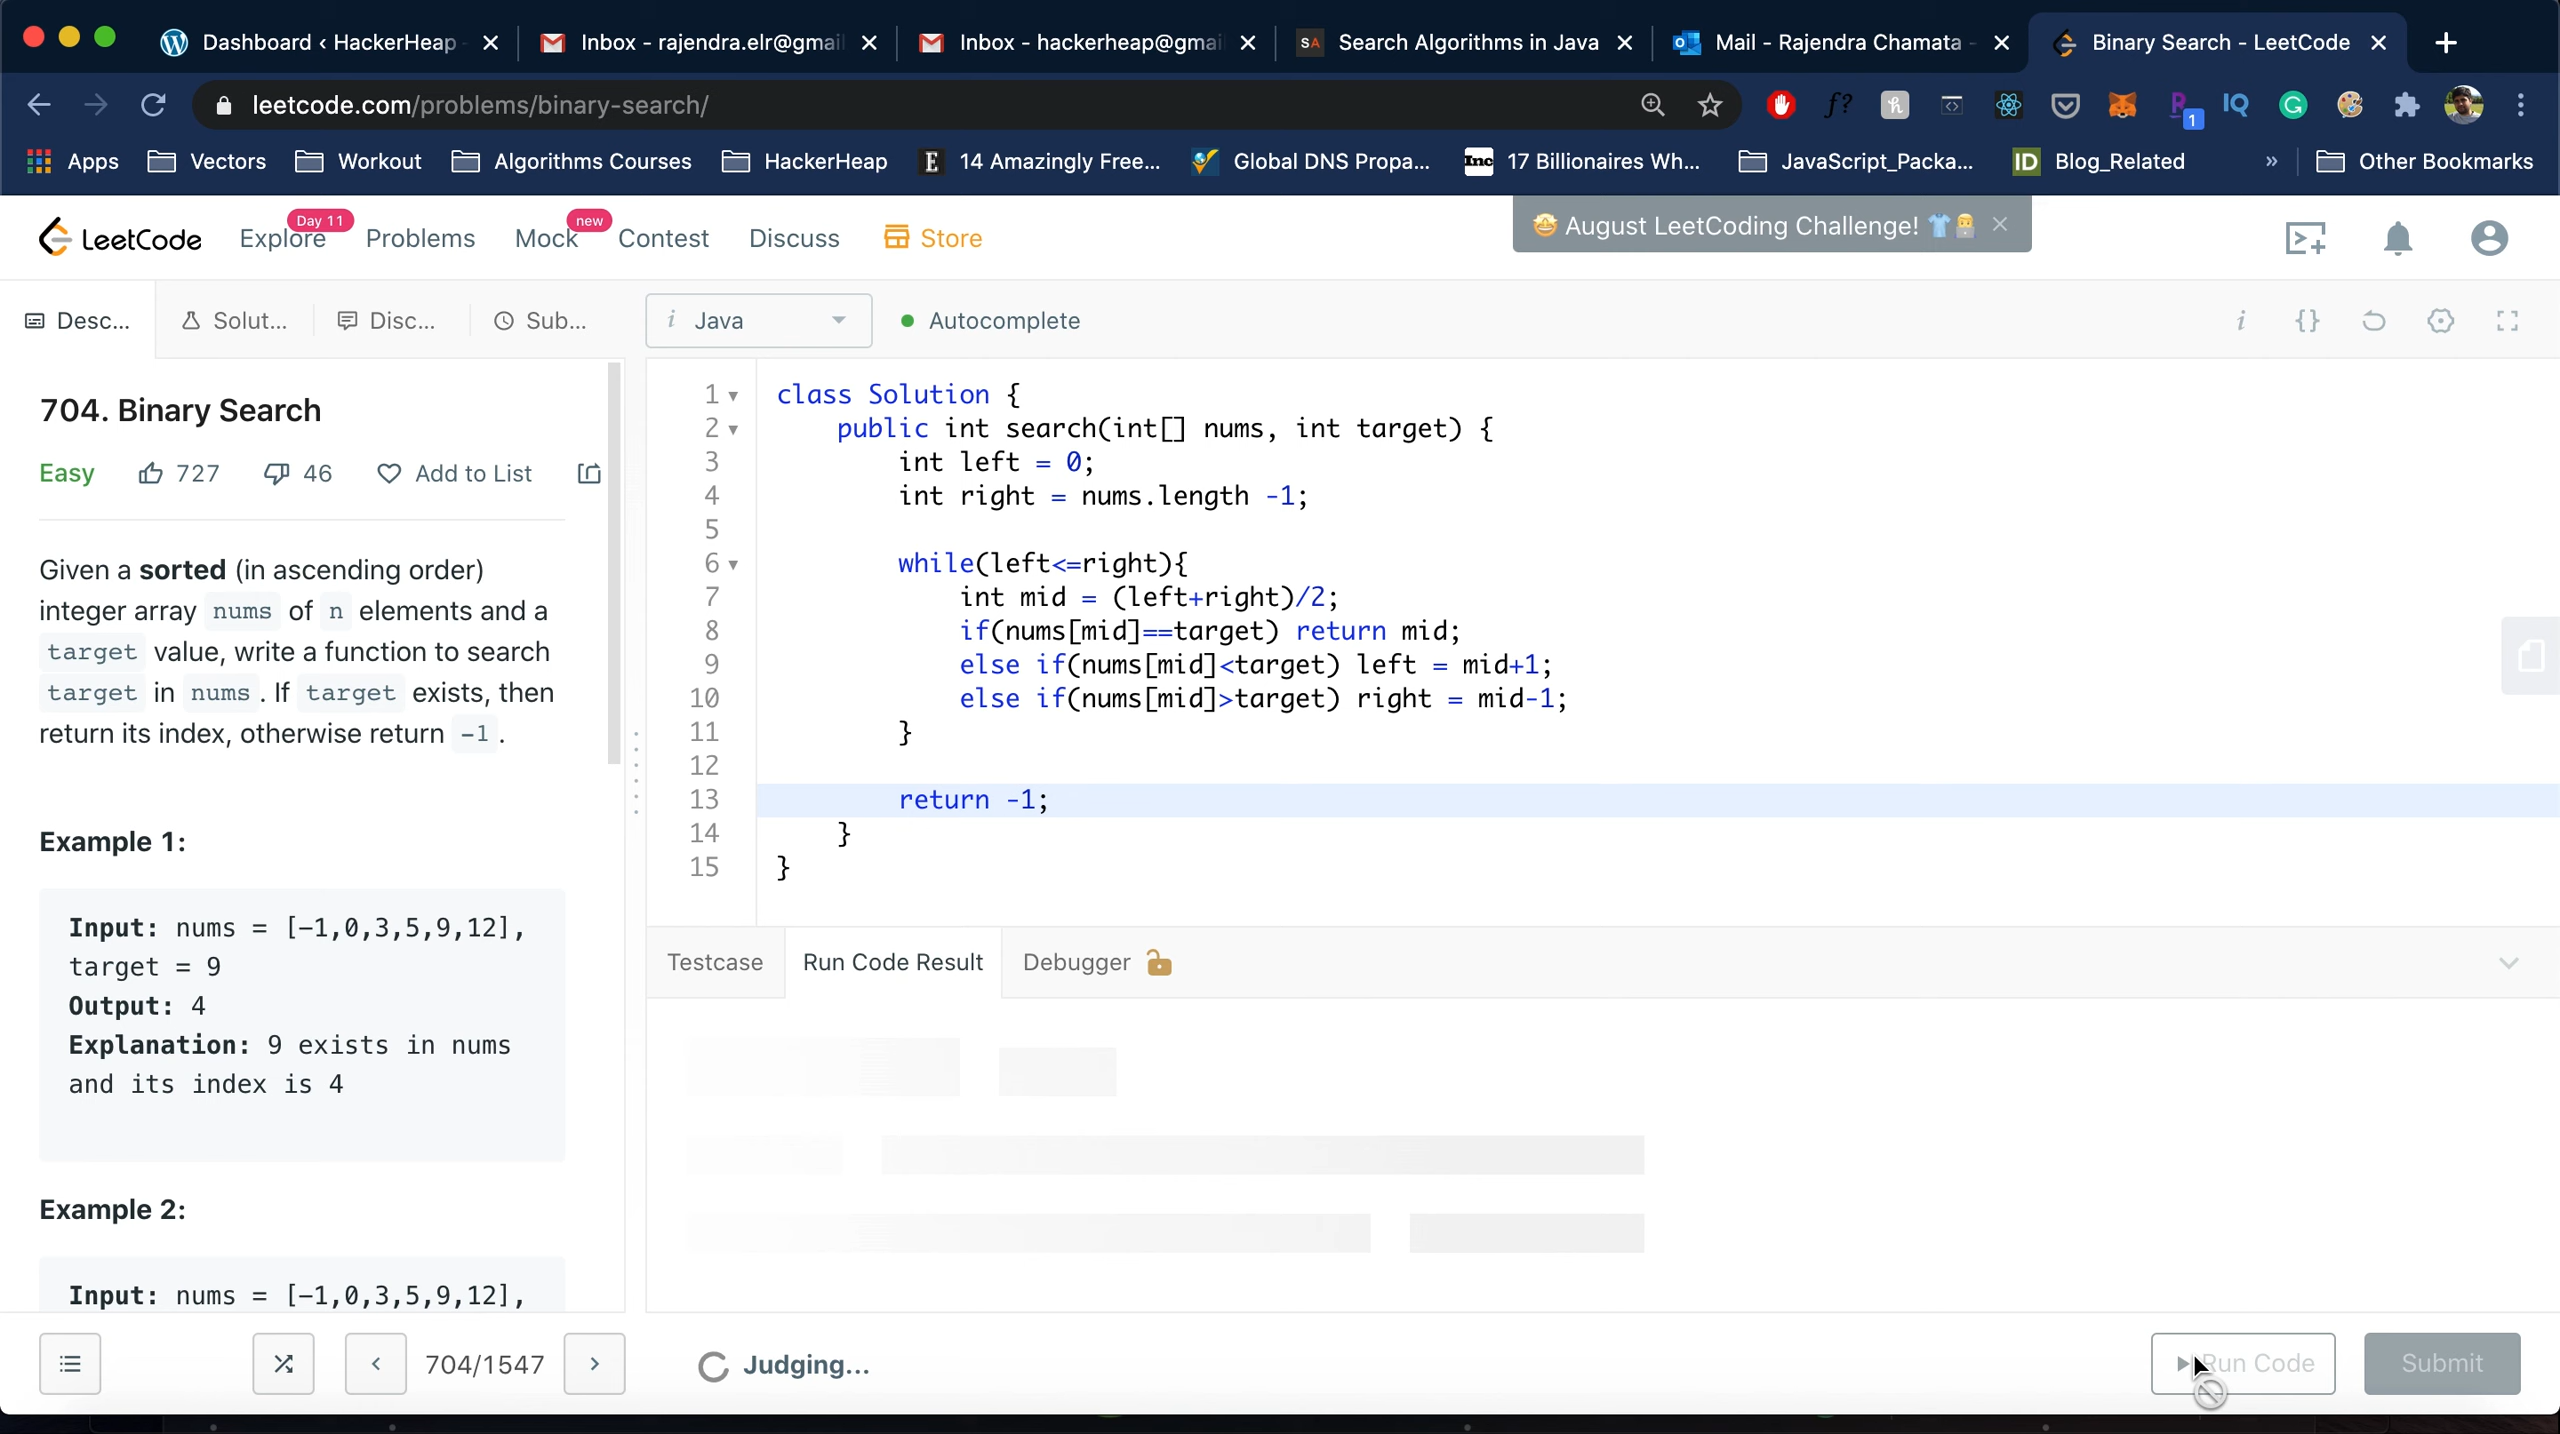 Dashboard ‹ HackerHeap
Inbox - rajendra.elr@gmai
Inbox - hackerheap@gmai
SA Search Algorithms in Java
Mail - Rajendra Chamata -
Binary Search - LeetCode
leetcode.com/problems/binary-search/
f?
1
IQ
Apps
Vectors
Workout
Algorithms Courses
HackerHeap
E 14 Amazingly Free...
Global DNS Propa...
Inc 17 Billionaires Wh...
JavaScript_Packa...
ID Blog_Related
»
Other Bookmarks
LeetCode
Explore
Day 11
Problems
Mock
new
Contest
Discuss
Store
🤩 August LeetCoding Challenge! 👕
Desc...
Solut...
Disc...
Sub...
i Java
Autocomplete
i {}
704. Binary Search
Easy 727 46 Add to List
Given a sorted (in ascending order)
integer array nums of n elements and a
target value, write a function to search
target in nums . If target exists, then
return its index, otherwise return -1 .
Example 1:
Input: nums = [-1,0,3,5,9,12],
target = 9
Output: 4
Explanation: 9 exists in nums
and its index is 4
Example 2:
Input: nums = [-1,0,3,5,9,12],
1 class Solution {
2     public int search(int[] nums, int target) {
3         int left = 0;
4         int right = nums.length -1;
5
6         while(left<=right){
7             int mid = (left+right)/2;
8             if(nums[mid]==target) return mid;
9             else if(nums[mid]<target) left = mid+1;
10             else if(nums[mid]>target) right = mid-1;
11         }
12
13         return -1;
14     }
15 }
Testcase
Run Code Result
Debugger
704/1547
Judging...
Run Code
Submit